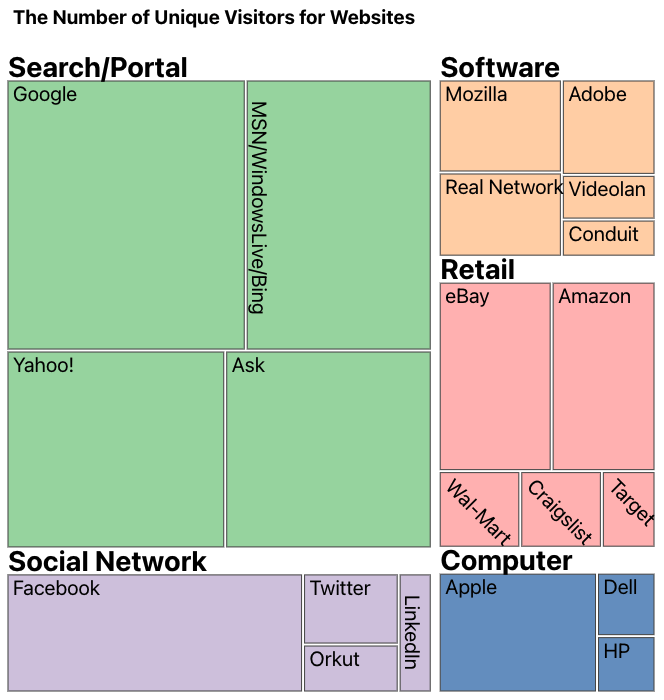 The Number of Unique Visitors for Websites
Search/Portal
Google
MSN/WindowsLive/Bing
Yahoo!
Ask
Social Network
Facebook
Twitter
Orkut
LinkedIn
Software
Mozilla
Adobe
Real Network
Videolan
Conduit
Retail
eBay
Amazon
Wal-Mart
Craigslist
Target
Computer
Apple
Dell
HP